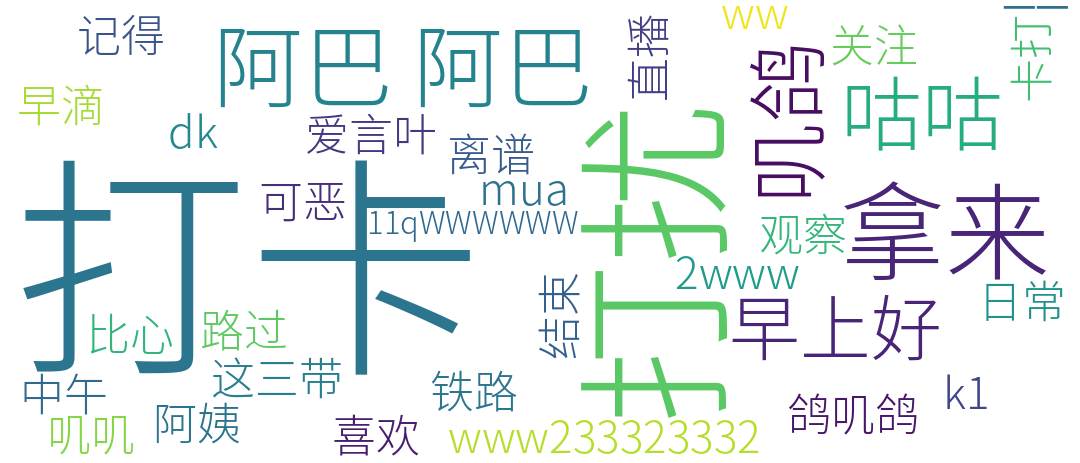 记得
阿巴 阿巴
直播
ww
关注
卡打
早滴
dk
爱言叶
离谱
叽鸽
咕咕
打卡
可恶
mua
11qWWWWWWW
打打扰
观察
拿来
2www
早上好
日常
比心
路过
结束
中午
这三带
铁路
叽叽
阿姨
喜欢
www233323332
鸽叽鸽
k1